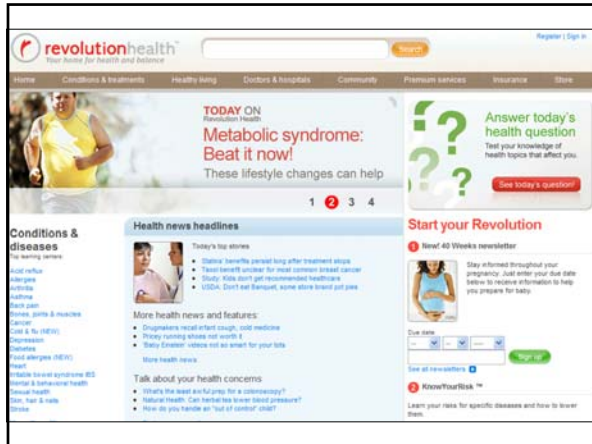 revolutionhealth™
Your home for health and balance
Search
Register | Sign in
Home Conditions & treatments Healthy living Doctors & hospitals Community Premium services Insurance Store
TODAY ON
Revolution Health
Metabolic syndrome:
Beat it now!
These lifestyle changes can help
1 2 3 4
Answer today's
health question
Test your knowledge of
health topics that affect you.
See today's question!
Conditions &
diseases
Top learning centers
Acid reflux
Allergies
Arthritis
Asthma
Back pain
Bones, joints & muscles
Cancer
Cold & flu (NEW)
Depression
Diabetes
Food allergies (NEW)
Heart
Irritable bowel syndrome IBS
Mental & behavioral health
Sexual health
Skin, hair & nails
Stroke
Health news headlines
Today's top stories
Statins' benefits persist long after treatment stops
Taxol benefit unclear for most common breast cancer
Study: Kids don't get recommended healthcare
USDA: Don't eat Banquet, some store brand pot pies
More health news and features:
Drugmakers recall infant cough, cold medicine
Pricey running shoes not worth it
'Baby Einstein' videos not so smart for your tots
More health news
Talk about your health concerns
What's the least awful prep for a colonoscopy?
Natural Health: Can herbal tea lower blood pressure?
How do you handle an "out of control" child?
Start your Revolution
1 New! 40 Weeks newsletter
Stay informed throughout your
pregnancy. Just enter your due date
below to receive information to help
you prepare for baby.
Due date
Sign up
See all newsletters
2 KnowYourRisk ™
Learn your risks for specific diseases and how to lower
them.